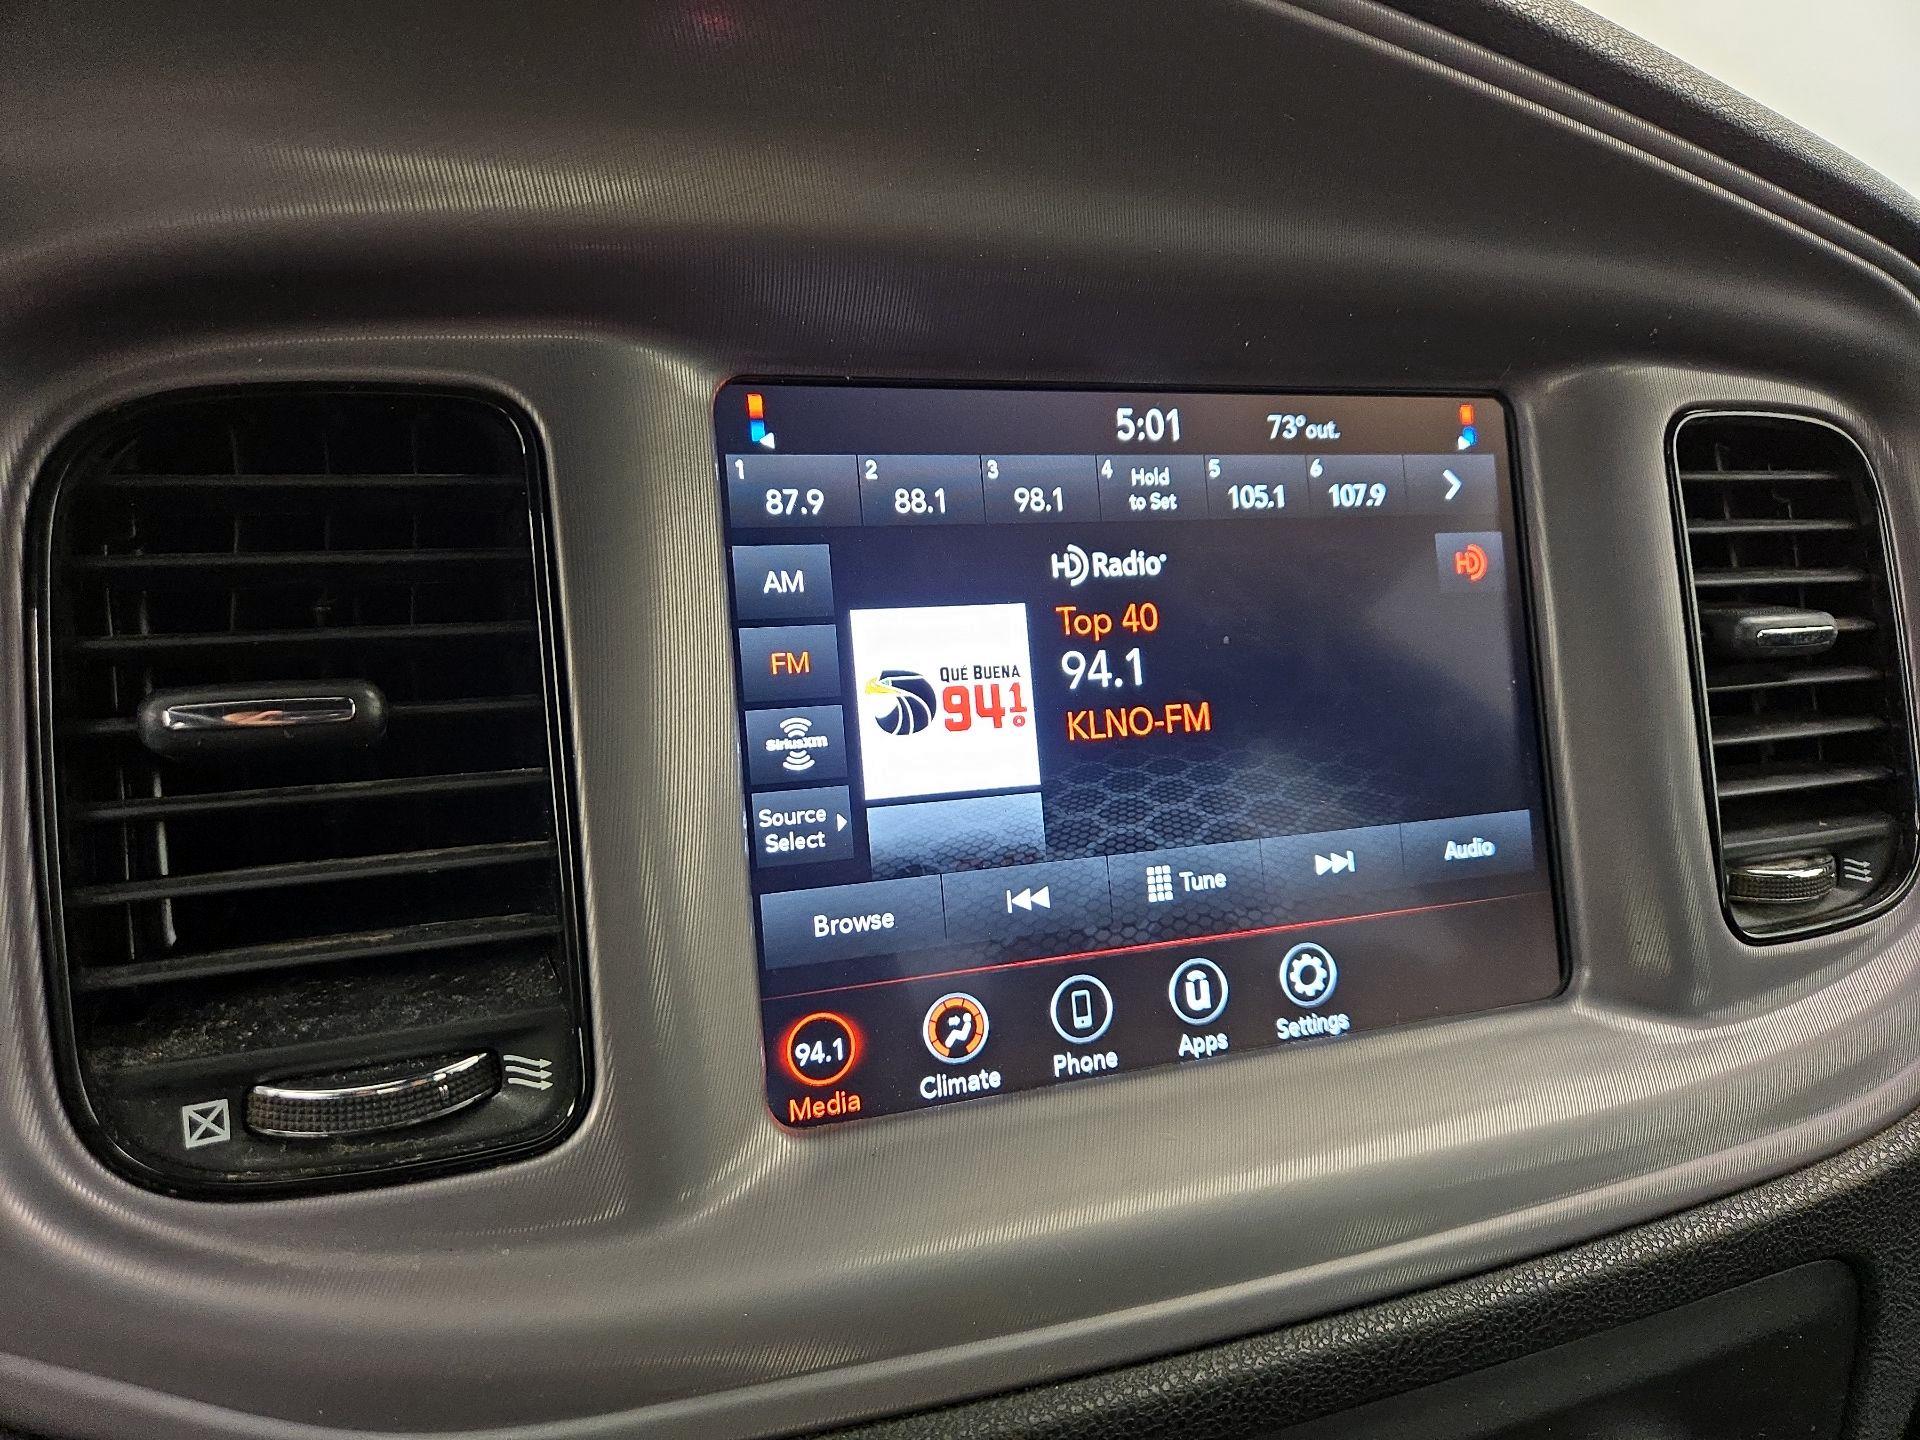 5:01 73°out.
1 87.9
2 88.1
3 98.1
4 Hold
to Set
5 105.1
6 107.9
AM
FM
SiriusXM
Source
Select
QUÉ BUENA
94.1
HD Radio
HD
Top 40
94.1
KLNO-FM
Browse
Tune
Audio
94.1
Media
Climate
Phone
Apps
Settings